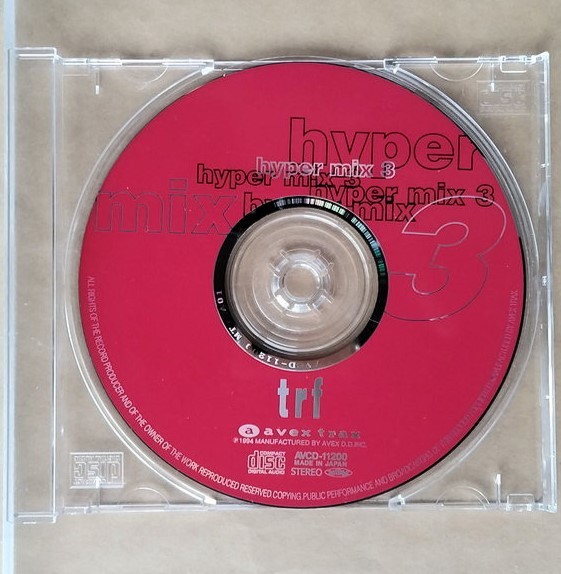 hyper
hyper mix 3
hyper mix 3
hyper mix 3
mix
mix
3
trf
a avex trax
℗1994 MANUFACTURED BY AVEX D.D. INC.
COMPACT
disc
DIGITAL AUDIO
AVCD-11200
MADE IN JAPAN
STEREO
ALL RIGHTS OF THE RECORD PRODUCER AND OF THE OWNER OF THE WORK REPRODUCED RESERVED. COPYING, PUBLIC PERFORMANCE AND BROADCASTING